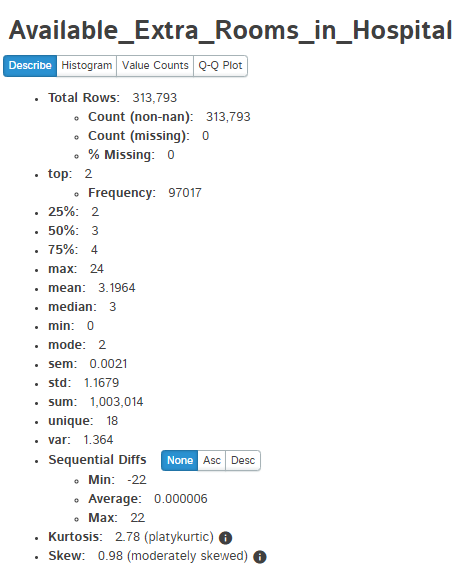 Available_Extra_Rooms_in_Hospital
Describe Histogram Value Counts Q-Q Plot
Total Rows: 313,793
Count (non-nan): 313,793
Count (missing): 0
% Missing: 0
top: 2
Frequency: 97017
25%: 2
50%: 3
75%: 4
max: 24
mean: 3.1964
median: 3
min: 0
mode: 2
sem: 0.0021
std: 1.1679
sum: 1,003,014
unique: 18
var: 1.364
Sequential Diffs None Asc Desc
Min: -22
Average: 0.000006
Max: 22
Kurtosis: 2.78 (platykurtic) i
Skew: 0.98 (moderately skewed) i